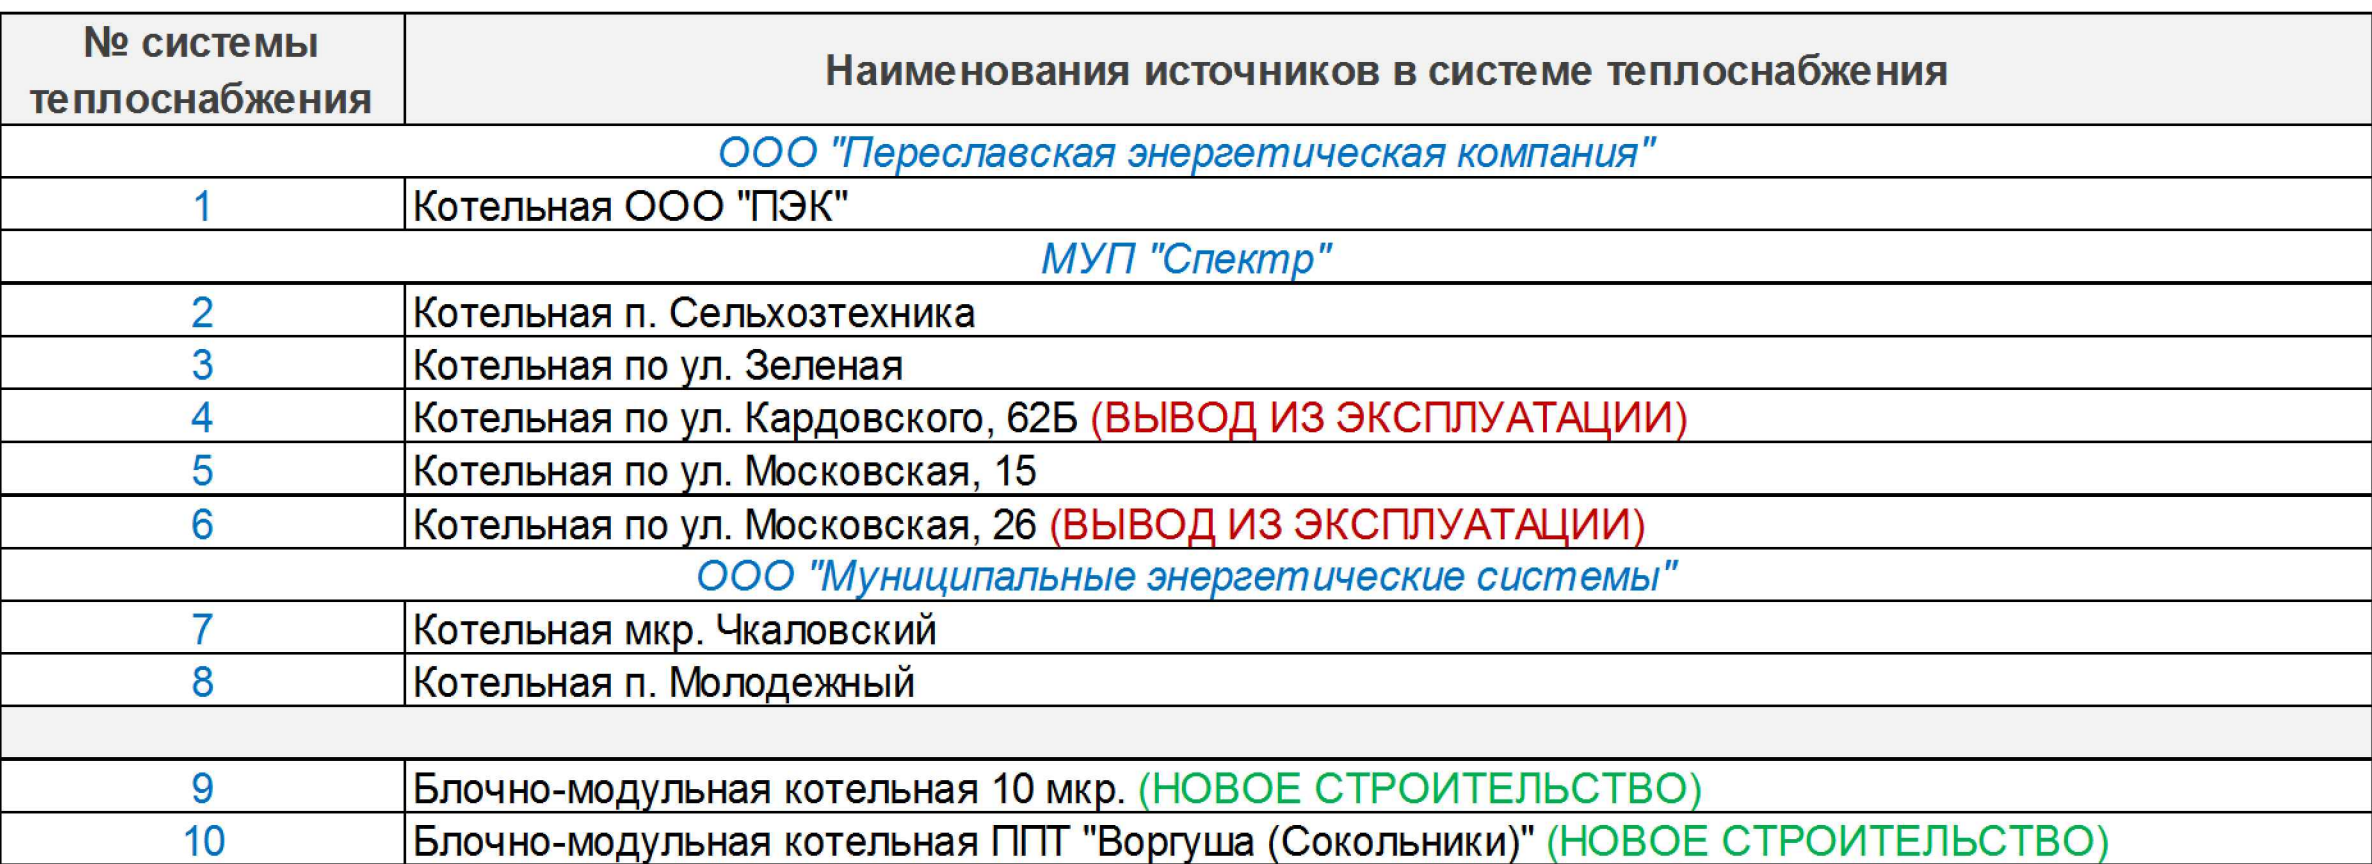 № системы
теплоснабжения
Наименования источников в системе теплоснабжения
ООО "Переславская энергетическая компания"
1 Котельная ООО "ПЭК"
МУП "Спектр"
2 Котельная п. Сельхозтехника
3 Котельная по ул. Зеленая
4 Котельная по ул. Кардовского, 62Б (ВЫВОД ИЗ ЭКСПЛУАТАЦИИ)
5 Котельная по ул. Московская, 15
6 Котельная по ул. Московская, 26 (ВЫВОД ИЗ ЭКСПЛУАТАЦИИ)
ООО "Муниципальные энергетические системы"
7 Котельная мкр. Чкаловский
8 Котельная п. Молодежный
9 Блочно-модульная котельная 10 мкр. (НОВОЕ СТРОИТЕЛЬСТВО)
10 Блочно-модульная котельная ППТ "Воргуша (Сокольники)" (НОВОЕ СТРОИТЕЛЬСТВО)